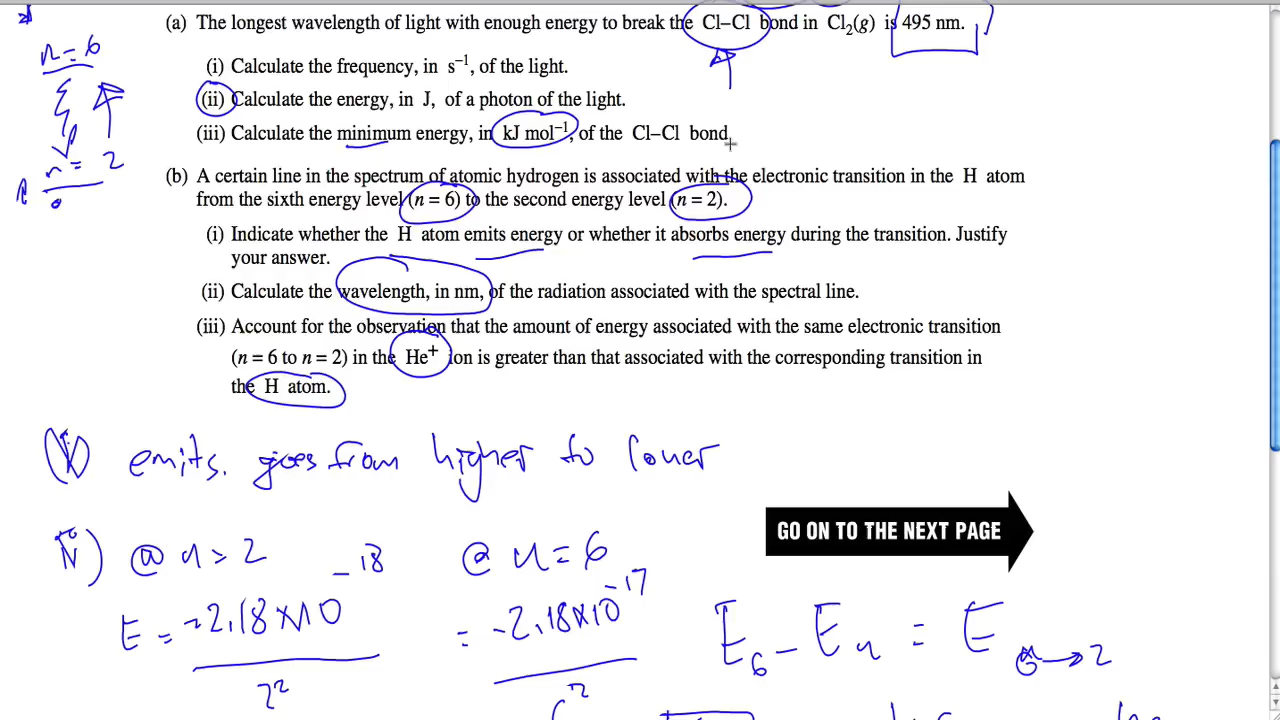 (a) The longest wavelength of light with enough energy to break the Cl–Cl bond in Cl₂(g) is 495 nm.
n = 6
(i) Calculate the frequency, in s⁻¹, of the light.
(ii) Calculate the energy, in J, of a photon of the light.
(iii) Calculate the minimum energy, in kJ mol⁻¹, of the Cl–Cl bond.
n = 2
(b) A certain line in the spectrum of atomic hydrogen is associated with the electronic transition in the H atom
from the sixth energy level (n = 6) to the second energy level (n = 2).
(i) Indicate whether the H atom emits energy or whether it absorbs energy during the transition. Justify
your answer.
(ii) Calculate the wavelength, in nm, of the radiation associated with the spectral line.
(iii) Account for the observation that the amount of energy associated with the same electronic transition
(n = 6 to n = 2) in the He⁺ ion is greater than that associated with the corresponding transition in
the H atom.
emits. goes from higher to lower
GO ON TO THE NEXT PAGE
@ n = 2 @ n = 6
E = -2.18×10⁻¹⁸ = -2.18×10⁻¹⁷
E₆ - Eₙ = E ₆→₂
2² 6²